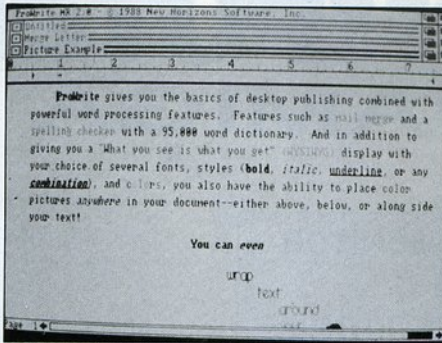 ProWrite MX 2.0 - © 1988 New Horizons Software, Inc.
Untitled
Merge Letter
Picture Example
1 2 3 4 5 6 7
ProWrite gives you the basics of desktop publishing combined with
powerful word processing features. Features such as mail merge and a
spelling checker with a 95,000 word dictionary. And in addition to
giving you a "What you see is what you get" (WYSIWYG) display with
your choice of several fonts, styles (bold, italic, underline, or any
combination), and colors, you also have the ability to place color
pictures anywhere in your document--either above, below, or along side
your text!
You can even
wrap
text
around
Page 1